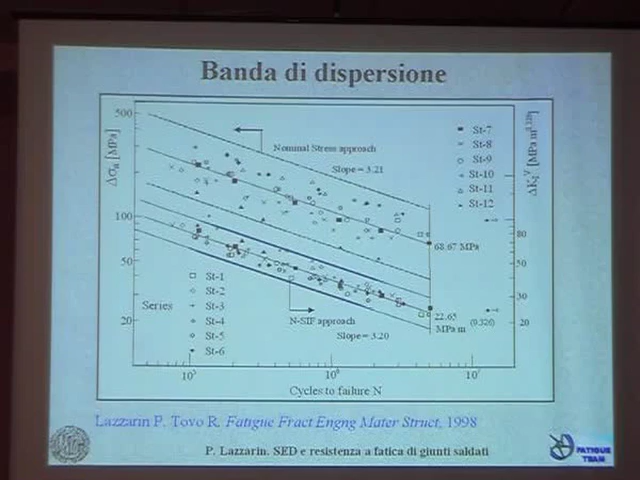 Banda di dispersione
500
100
50
20
Δσn [MPa]
Nominal Stress approach
Slope = 3.21
St-7
St-8
St-9
St-10
St-11
St-12
80
50
30
20
68.67 MPa
St-1
St-2
St-3
St-4
St-5
St-6
Series
N-SIF approach
Slope= 3.20
22.65
MPa m
(0.326)
10⁵
10⁶
10⁷
Cycles to failure N
Lazzarin P. Tovo R. Fatigue Fract Engng Mater Struct, 1998
P. Lazzarin. SED e resistenza a fatica di giunti saldati
FATIGUE
TEAM